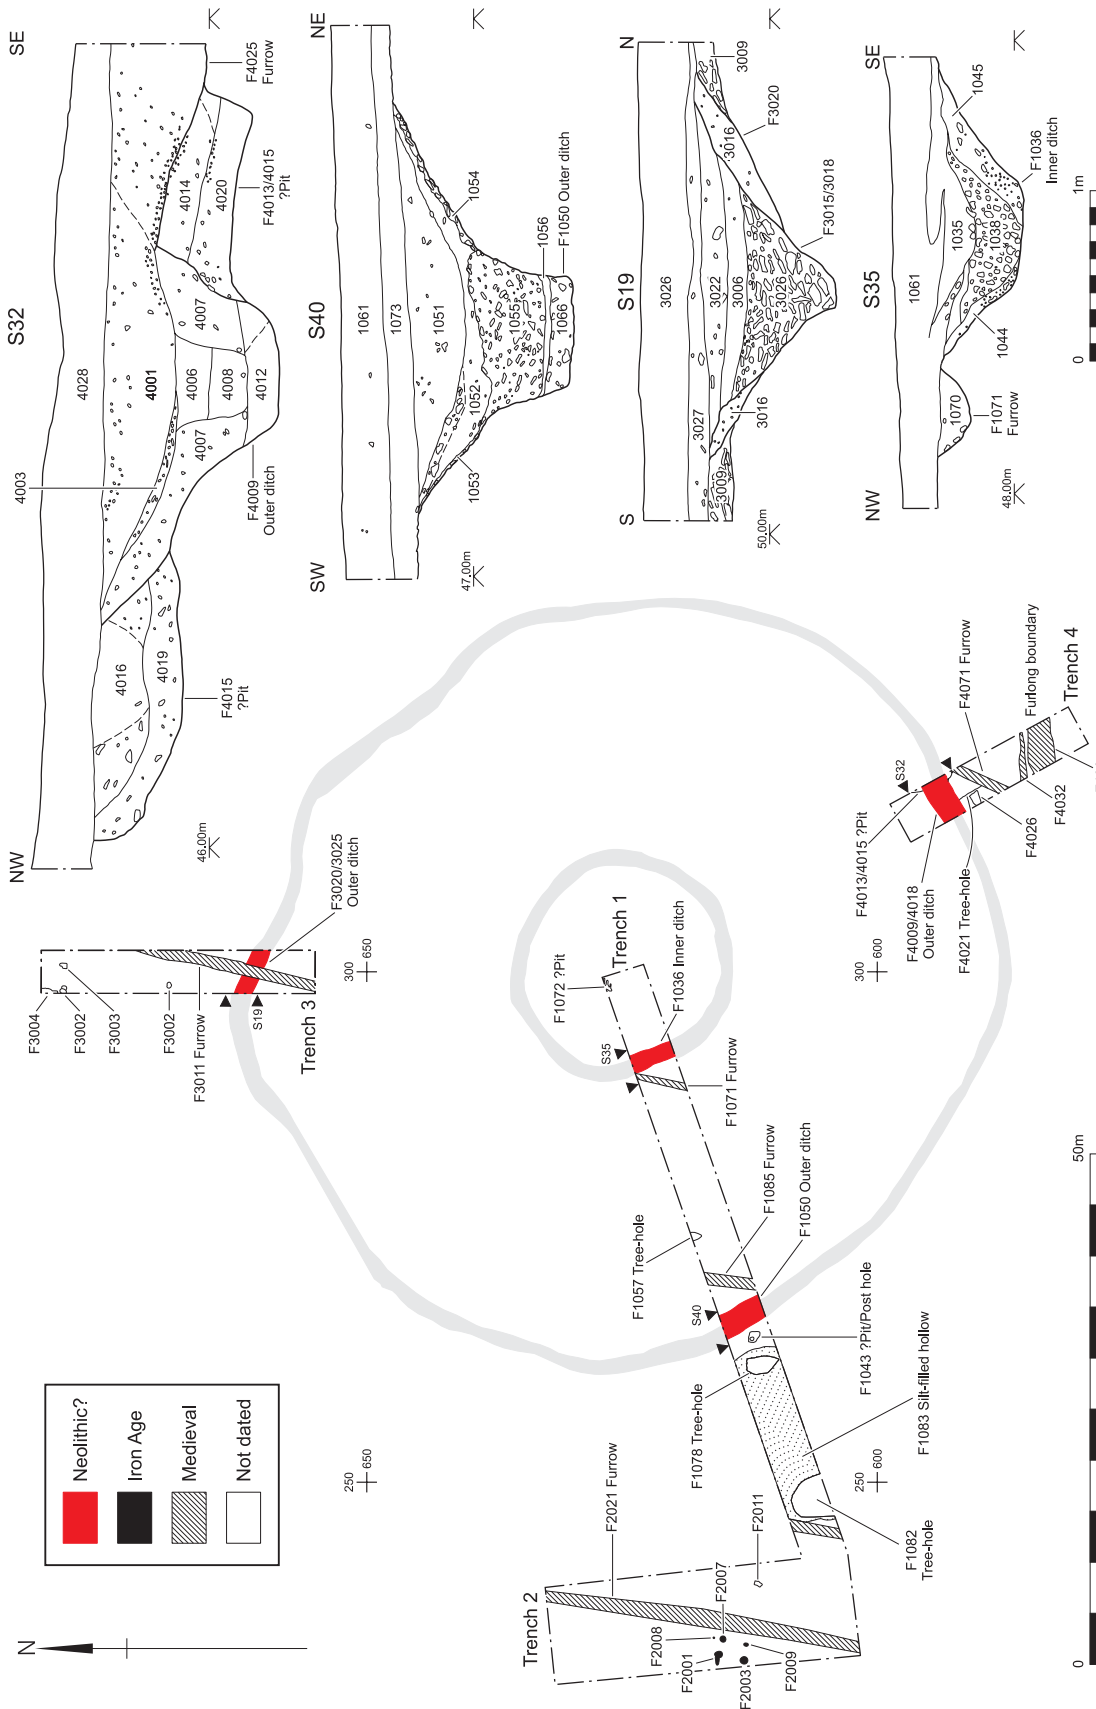 S32
NW
SE
4028
4001
4003
4016
4019
4006
4007
4007
4008
4012
4014
4020
F4015
?Pit
F4009
Outer ditch
F4013/4015
?Pit
F4025
Furrow
46.00m
S40
SW
NE
1061
1073
1051
1052
1053
1054
1055
1056
1066
F1050 Outer ditch
47.00m
S19
S
N
3026
3027
3022
3006
3026
3016
3016
3009
3009
F3020
F3015/3018
50.00m
S35
NW
SE
1061
1035
1038
1044
1045
1070
F1071
Furrow
F1036
Inner ditch
48.00m
0
1m
F3004
F3002
F3003
F3002
F3011 Furrow
S19
Trench 3
F3020/3025
Outer ditch
300
650
Trench 1
F1072 ?Pit
F1036 Inner ditch
S35
F1071 Furrow
F1057 Tree-hole
F1085 Furrow
F1050 Outer ditch
S40
F1043 ?Pit/Post hole
F1078 Tree-hole
F1083 Silt-filled hollow
F1082
Tree-hole
250
650
250
600
300
600
S32
F4013/4015 ?Pit
F4009/4018
Outer ditch
F4021 Tree-hole
F4026
F4032
F4071 Furrow
Furlong boundary
Trench 4
Trench 2
F2021 Furrow
F2011
F2007
F2008
F2001
F2003
F2009
Neolithic?
Iron Age
Medieval
Not dated
N
0
50m